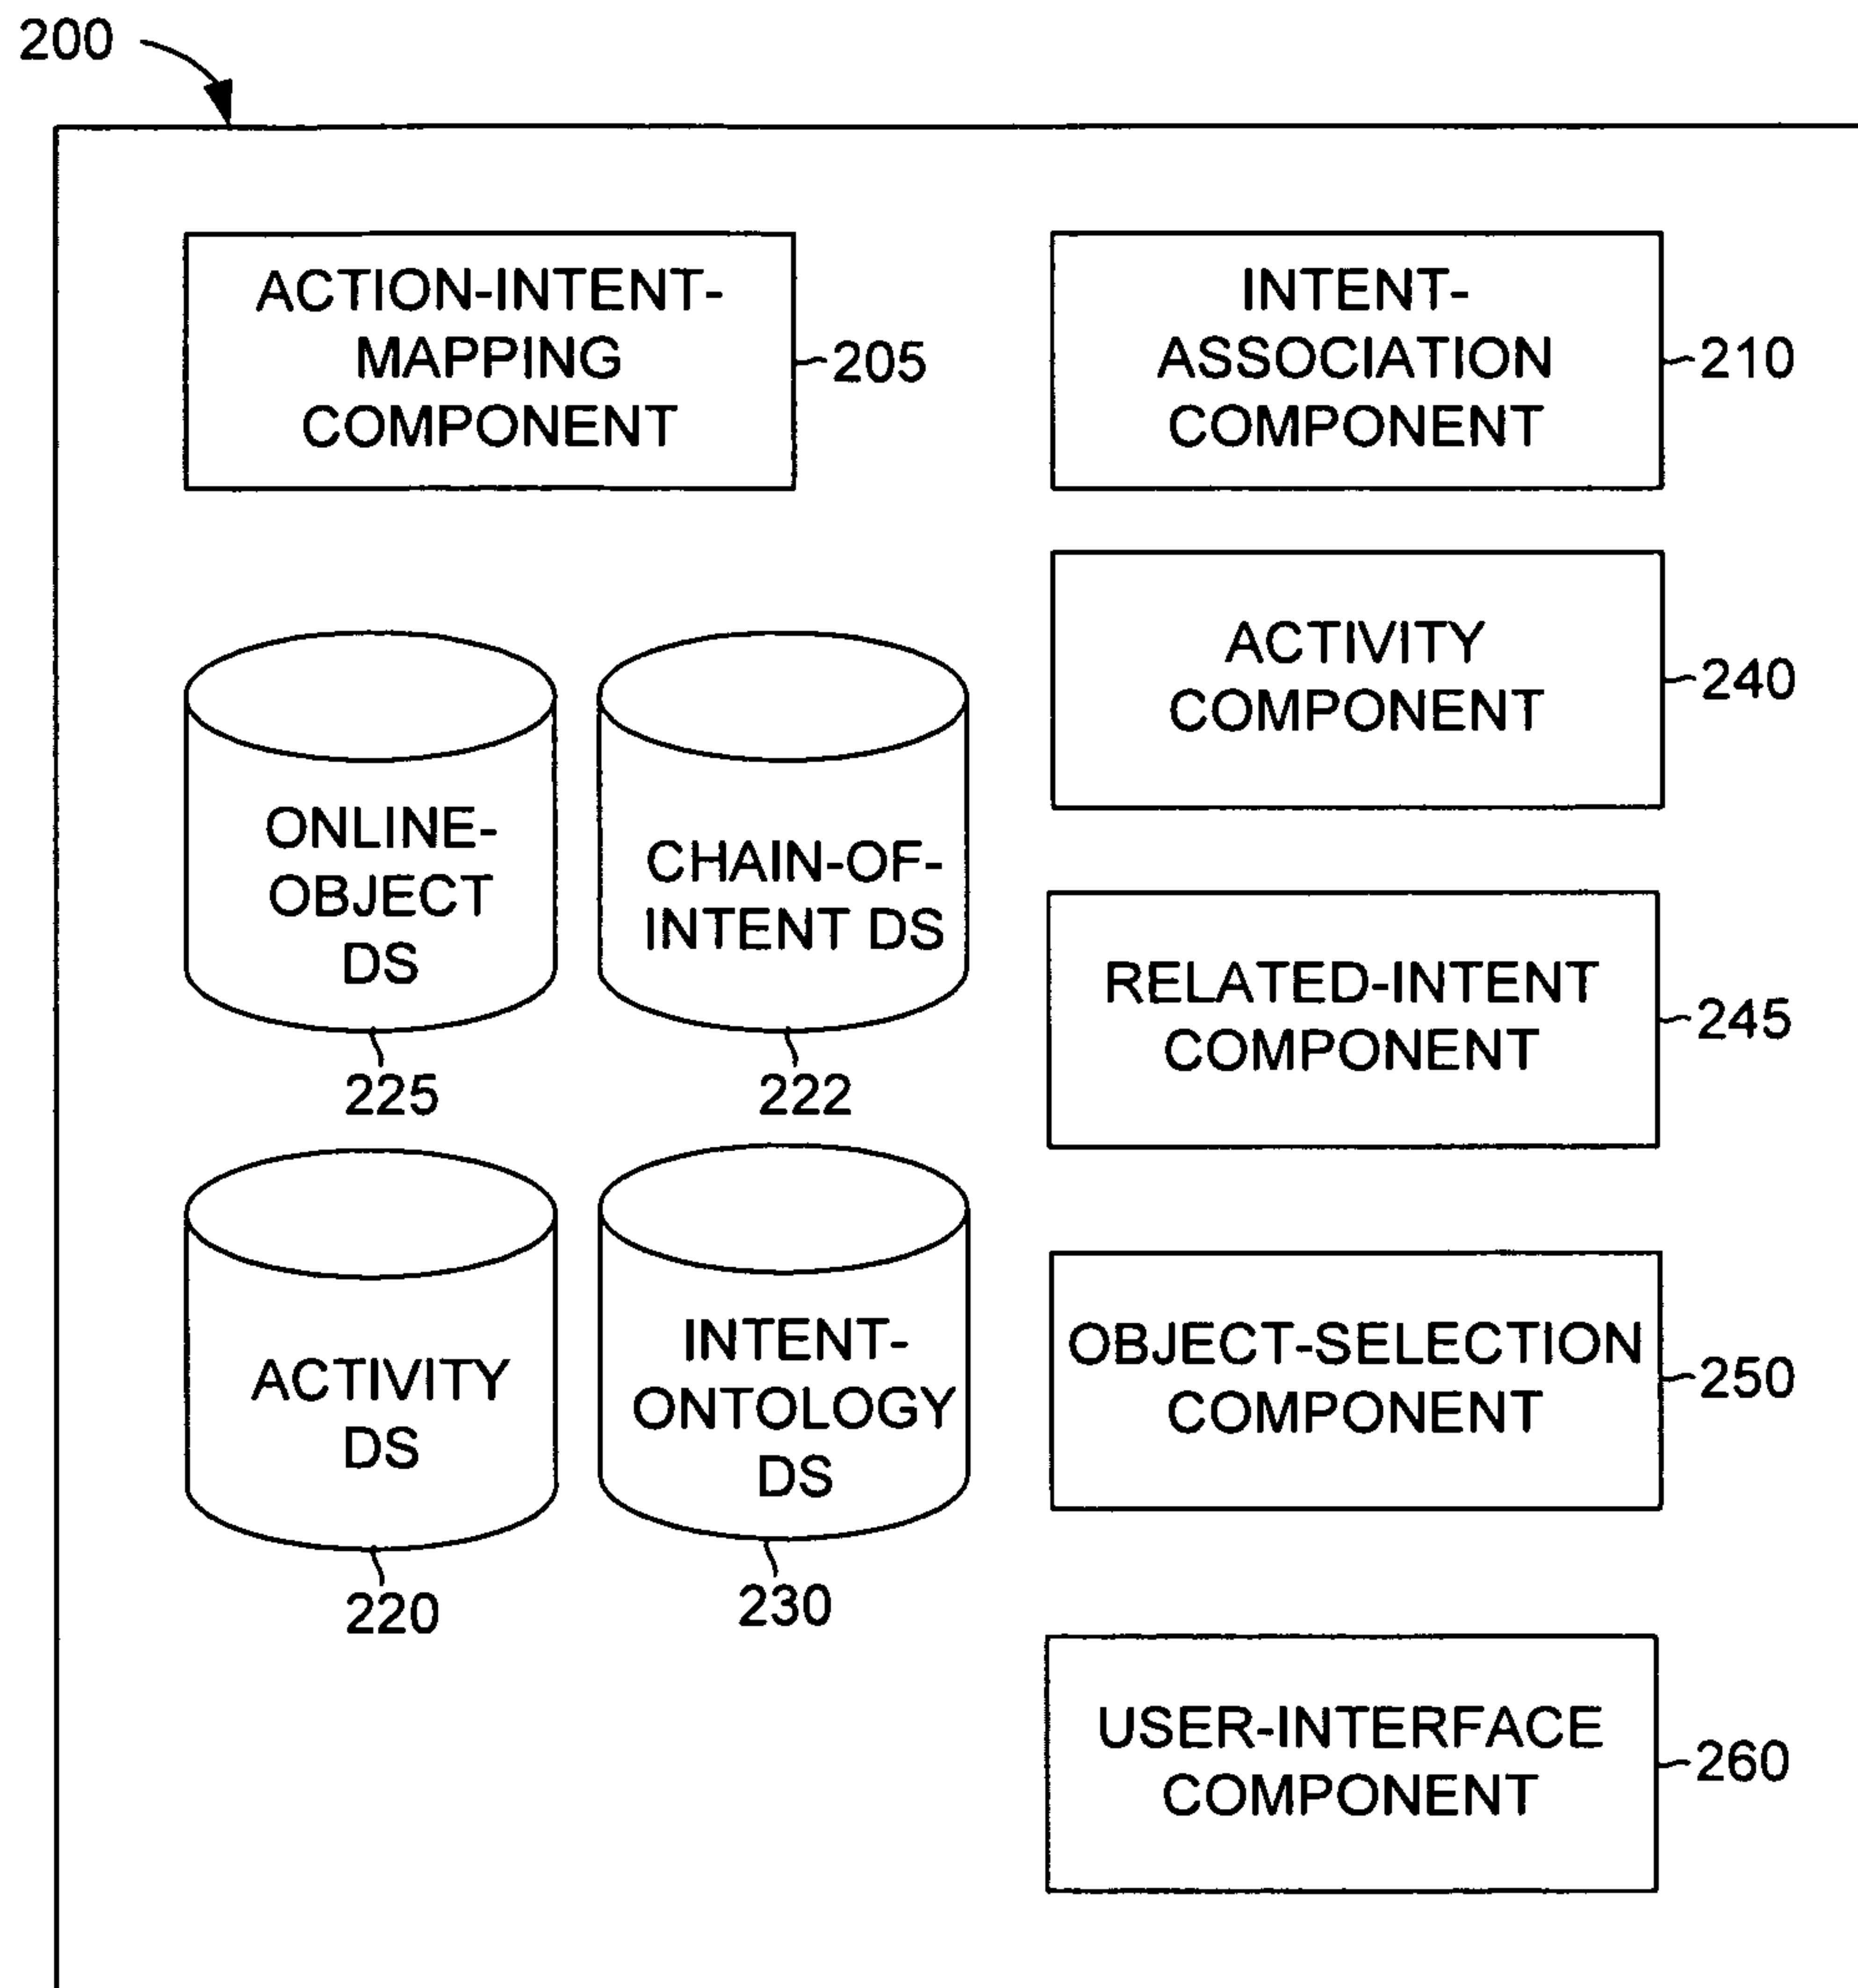 200
ACTION-INTENT-
MAPPING
COMPONENT
205
INTENT-
ASSOCIATION
COMPONENT
210
ACTIVITY
COMPONENT
240
ONLINE-
OBJECT
DS
225
CHAIN-OF-
INTENT DS
222
RELATED-INTENT
COMPONENT
245
ACTIVITY
DS
220
INTENT-
ONTOLOGY
DS
230
OBJECT-SELECTION
COMPONENT
250
USER-INTERFACE
COMPONENT
260